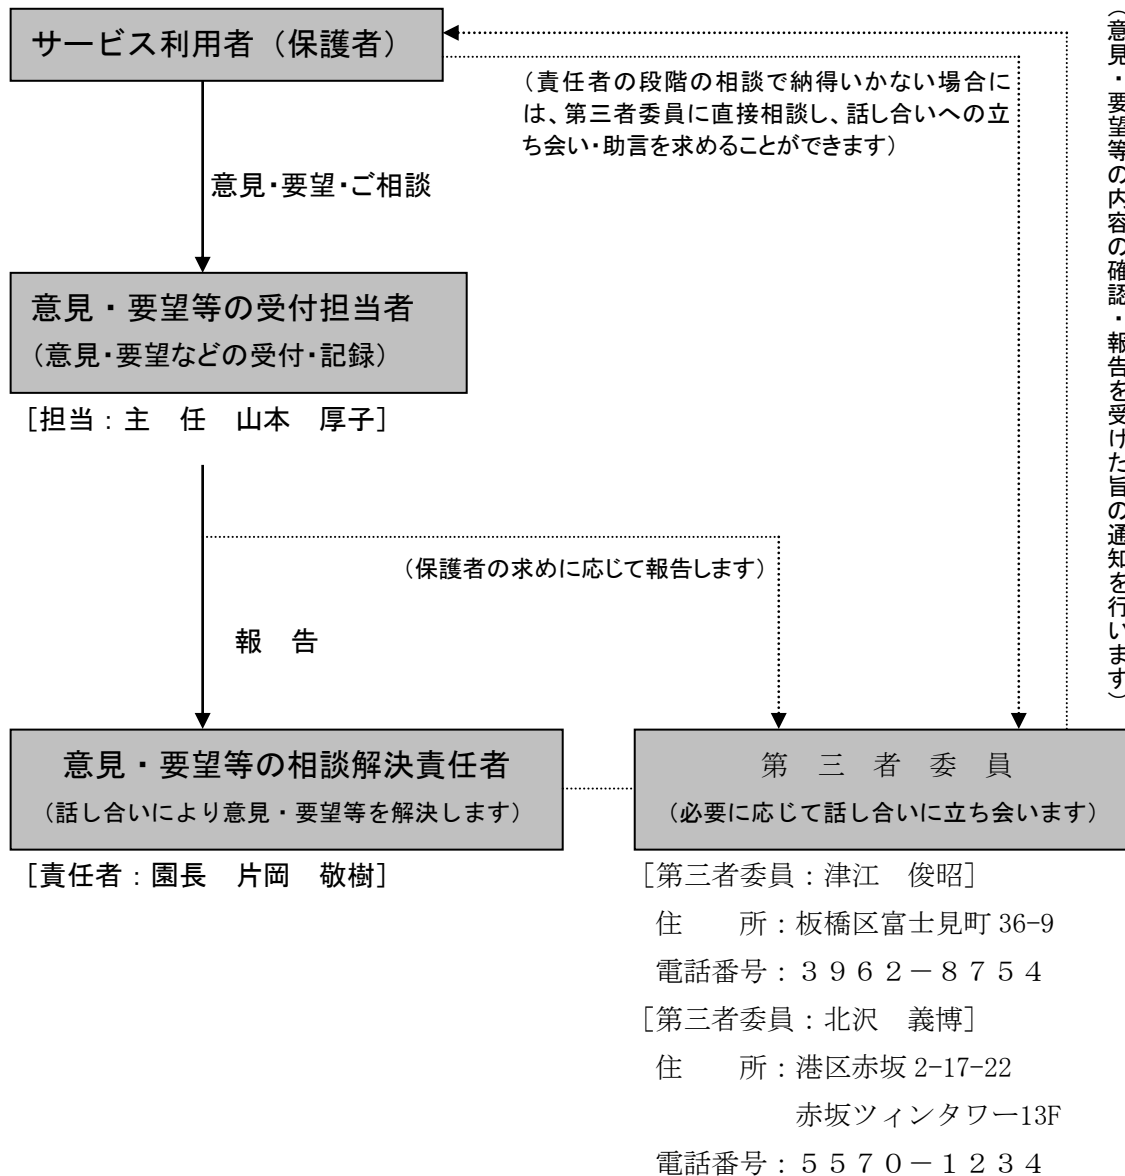 サービス利用者（保護者）
（責任者の段階の相談で納得いかない場合に
は、第三者委員に直接相談し、話し合いへの立
ち会い・助言を求めることができます）
（意見・要望等の内容の確認・報告を受けた旨の通知を行います）
意見・要望・ご相談
意見・要望等の受付担当者
（意見・要望などの受付・記録）
［担当：主　任　山本　厚子］
（保護者の求めに応じて報告します）
報　告
意見・要望等の相談解決責任者
（話し合いにより意見・要望等を解決します）
［責任者：園長　片岡　敬樹］
第　三　者　委　員
（必要に応じて話し合いに立ち会います）
［第三者委員：津江　俊昭］
住　　所：板橋区富士見町 36-9
電話番号：３９６２－８７５４
［第三者委員：北沢　義博］
住　　所：港区赤坂 2-17-22
赤坂ツィンタワー13F
電話番号：５５７０－１２３４